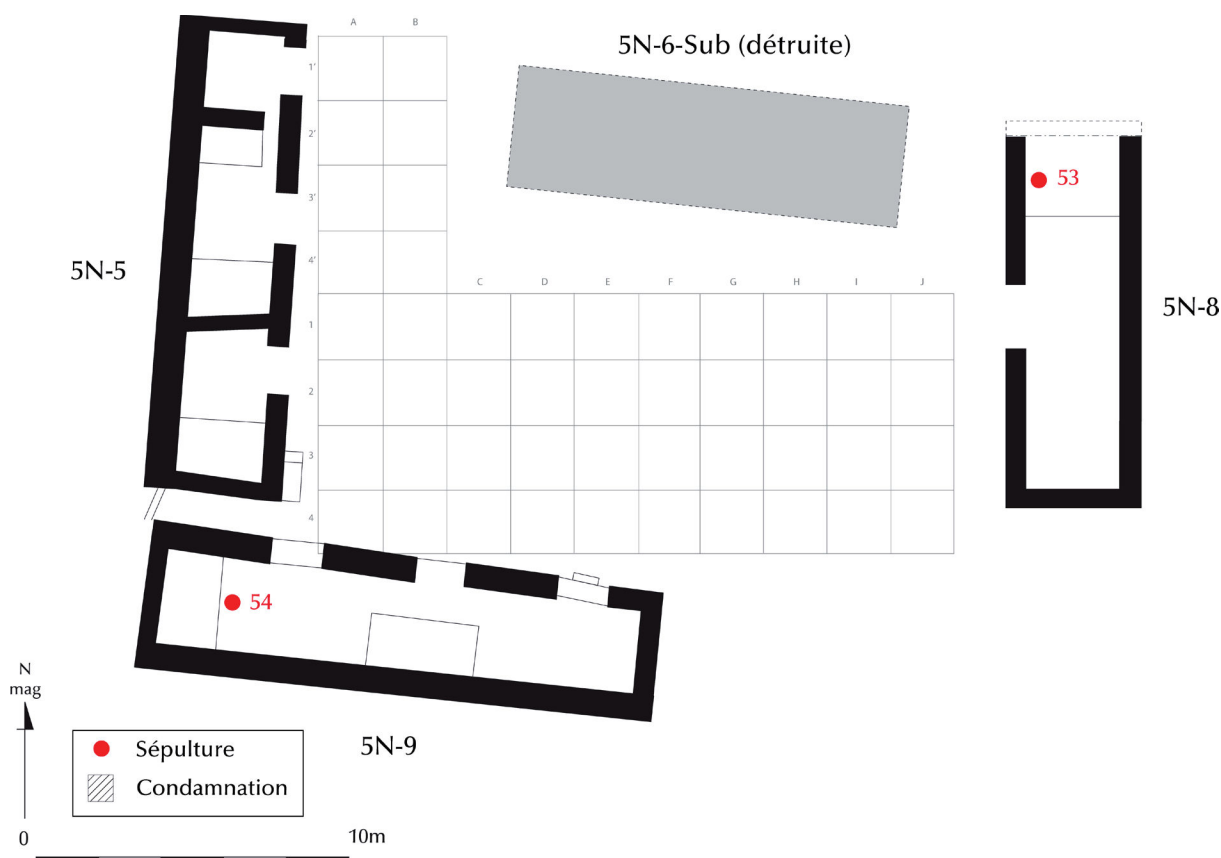 A B
5N-6-Sub (détruite)
1'
2'
53
3'
5N-5
4'
C D E F G H I J
5N-8
1
2
3
4
54
N
mag
5N-9
Sépulture
Condamnation
0 10m